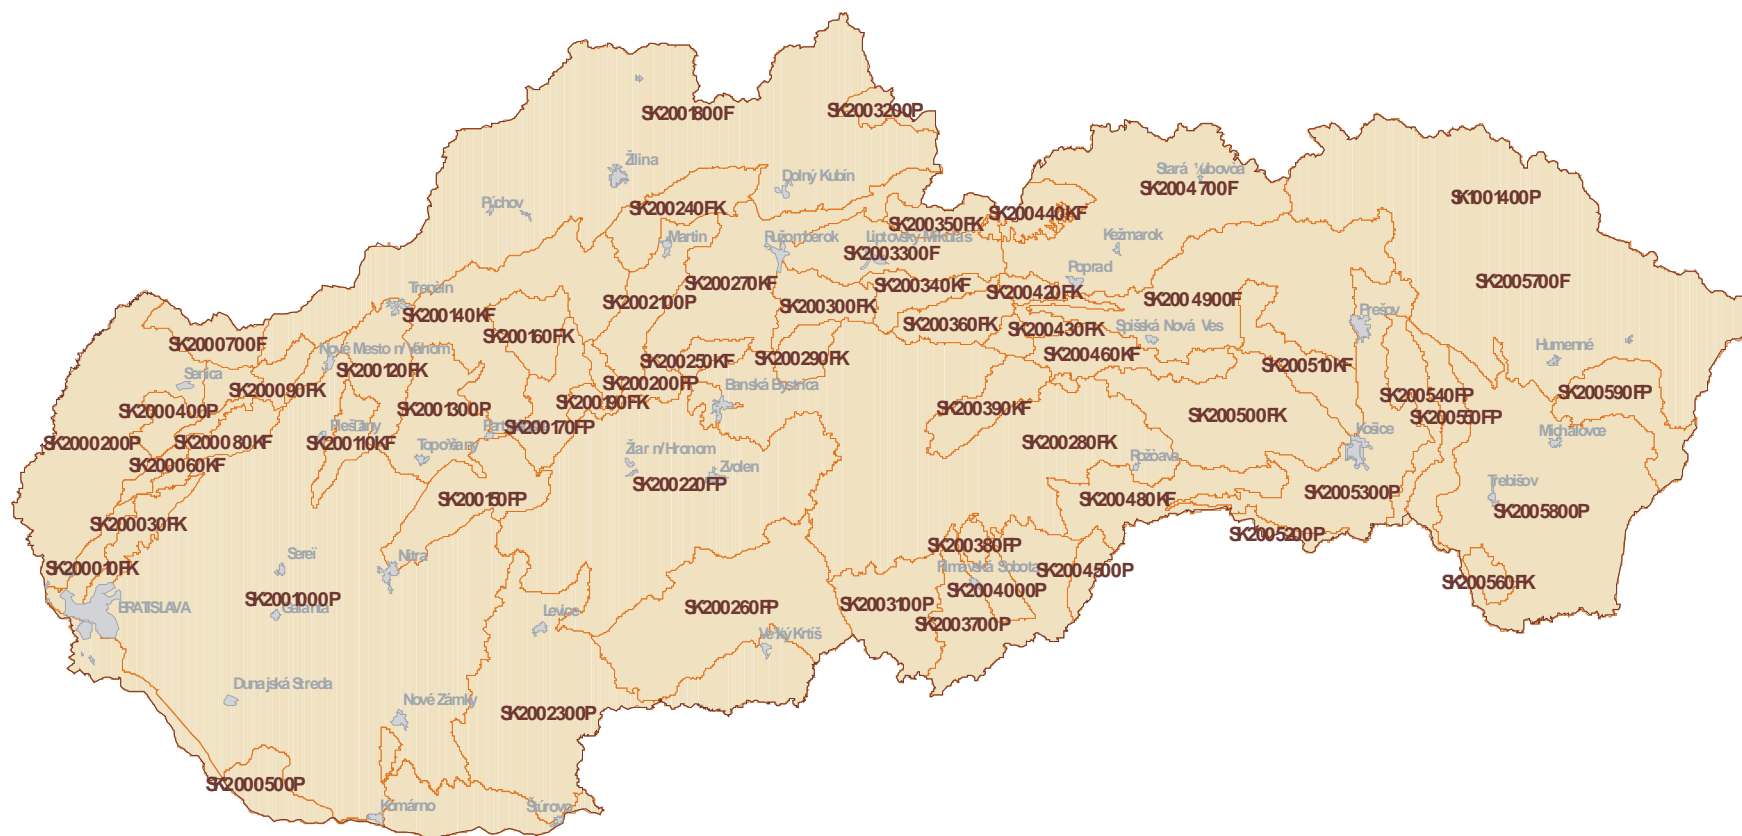 SK2001800F
SK2003200P
Žilina
Dolný Kubín
Stará ¼ubovòa
SK2004700F
SK1001400P
Púchov
SK200240FK
SK200350FK
SK200440KF
Martin
Ružomberok
Liptovský Mikuláš
Kežmarok
SK2003300F
Poprad
SK200270KF
SK200340KF
SK200420FK
SK2005700F
Trenèín
SK2002100P
SK200300FK
SK2004900F
SK200140KF
SK200360FK
SK200430FK
Spišská Nová Ves
Prešov
SK200160FK
SK2000700F
Nové Mesto n/Váhom
SK200250KF
SK200290FK
SK200460KF
Humenné
SK200120FK
SK200510KF
Senica
SK200090FK
SK200200FP
Banská Bystrica
SK200540FP
SK200590FP
SK2000400P
SK2001300P
SK200190FK
SK200390KF
SK200500FK
SK200550FP
SK2000200P
SK200080KF
Piešťany
SK200110KF
SK200170FP
SK200280FK
Košice
Michalovce
Žiar n/Hronom
SK200060KF
Zvolen
Trebišov
SK200220FP
SK200150FP
SK200480KF
SK2005300P
SK2005800P
SK200030FK
SK2005200P
SK200380FP
Nitra
Sereï
SK200010FK
Rimavská Sobota
SK2004500P
SK200560FK
SK2004000P
BRATISLAVA
SK2001000P
Galanta
Levice
SK200260FP
SK2003100P
SK2003700P
Veľký Krtíš
Dunajská Streda
Nové Zámky
SK2002300P
SK2000500P
Komárno
Štúrovo